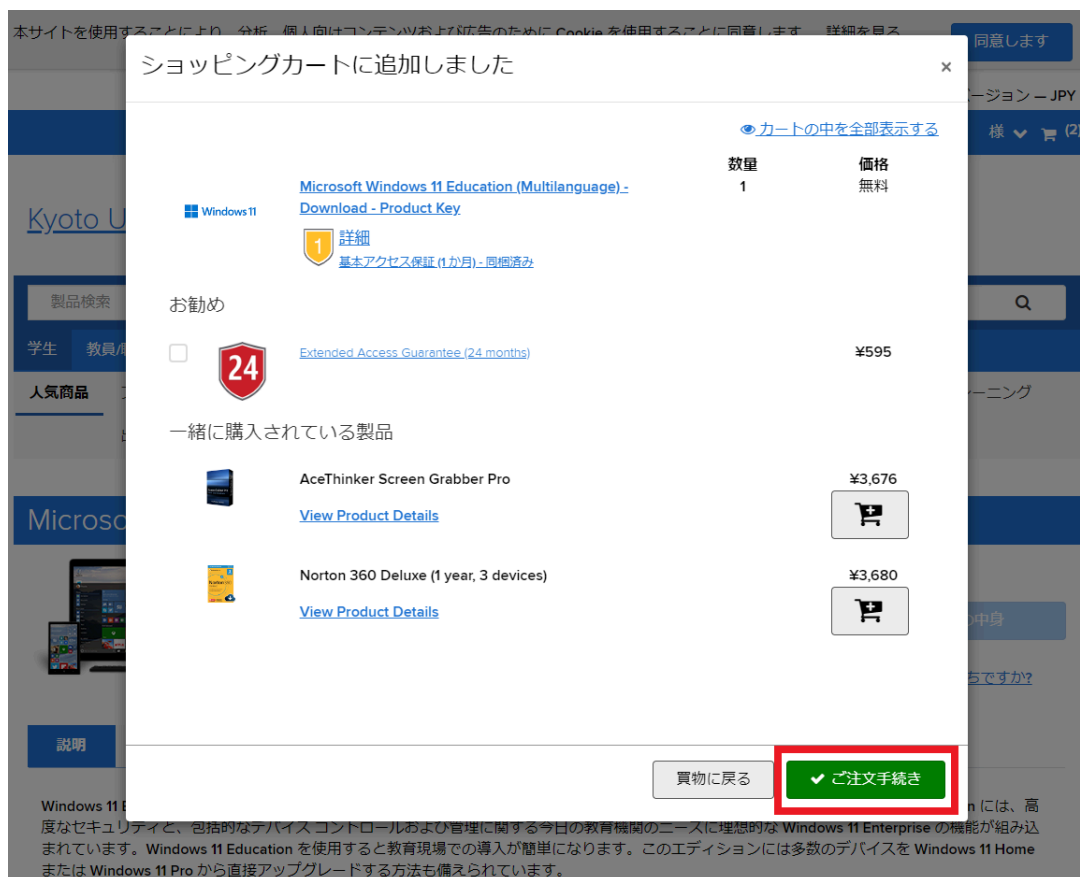 本サイトを使用することにより、分析、個人向けコンテンツおよび広告のために Cookie を使用することに同意します。 詳細を見る
同意します
ショッピングカートに追加しました
×
ージョン – JPY
カートの中を全部表示する
様
(2)
数量
価格
Microsoft Windows 11 Education (Multilanguage) -
Download - Product Key
1
無料
Windows 11
Kyoto U
1
詳細
基本アクセス保証 (1 か月) - 同梱済み
製品検索
お勧め
学生
教員/
24
Extended Access Guarantee (24 months)
¥595
人気商品
ーニング
一緒に購入されている製品
AceThinker Screen Grabber Pro
¥3,676
View Product Details
Microso
Norton 360 Deluxe (1 year, 3 devices)
¥3,680
View Product Details
の中身
ちですか?
説明
買物に戻る
ご注文手続き
Windows 11 E
n には、高
度なセキュリティと、包括的なデバイス コントロールおよび管理に関する今日の教育機関のニーズに理想的な Windows 11 Enterprise の機能が組み込
まれています。Windows 11 Education を使用すると教育現場での導入が簡単になります。このエディションには多数のデバイスを Windows 11 Home
または Windows 11 Pro から直接アップグレードする方法も備えられています。